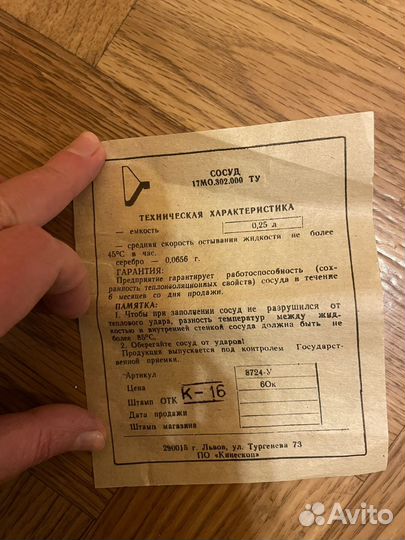 СОСУД
17МО.802.000 ТУ
ТЕХНИЧЕСКАЯ ХАРАКТЕРИСТИКА
— емкость 0,25 л
— средняя скорость остывания жидкости не более
45°С в час.
серебро — 0,0656 г.
ГАРАНТИЯ:
Предприятие гарантирует работоспособность (сох-
ранность теплоизоляционных свойств) сосуда в течение
6 месяцев со дня продажи.
ПАМЯТКА:
1. Чтобы при заполнении сосуд не разрушился от
теплового удара, разность температур между жид-
костью и внутренней стенкой сосуда должна быть не
более 85°С.
2. Оберегайте сосуд от ударов!
Продукция выпускается под контролем Государст-
венной приемки.
Артикул 8724-У
Цена 60к
Штамп ОТК К-16
Дата продажи
Штамп магазина
290015 г. Львов, ул. Тургенева 73
ПО «Кинескоп»
Avito